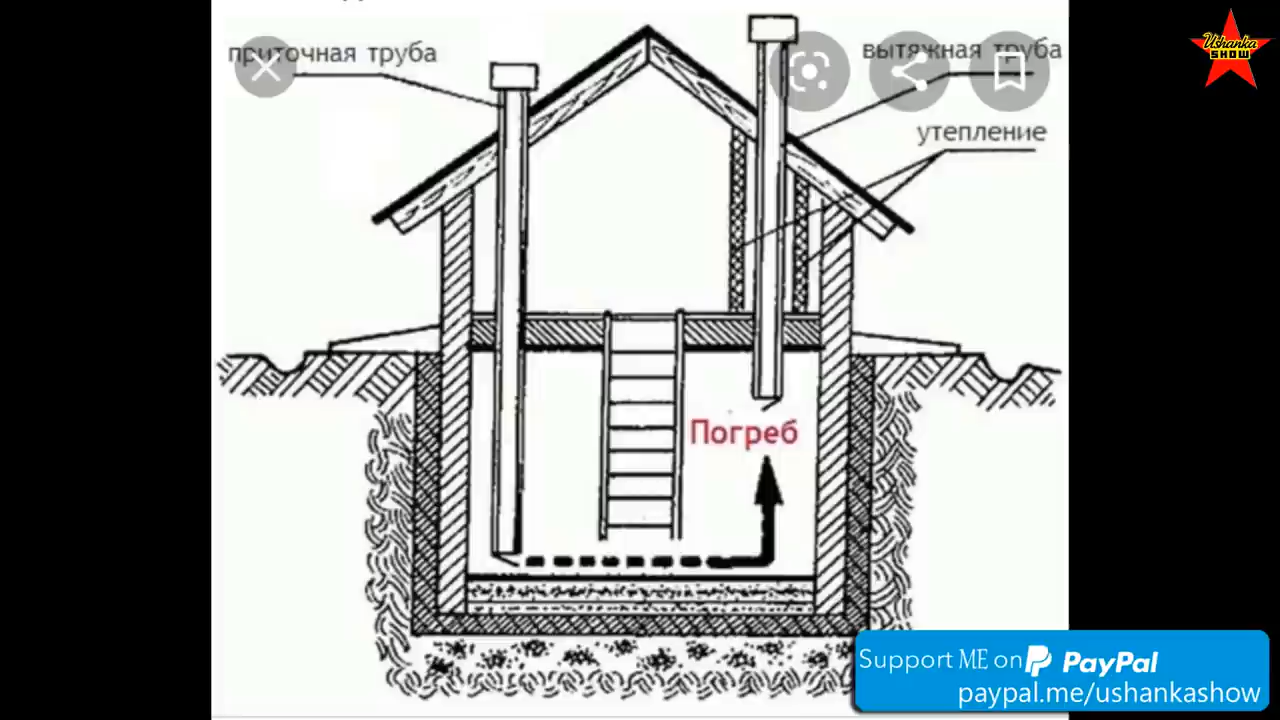 приточная труба
вытяжная труба
Ushanka
SHOW
утепление
Погреб
Support ME on PayPal
paypal.me/ushankashow